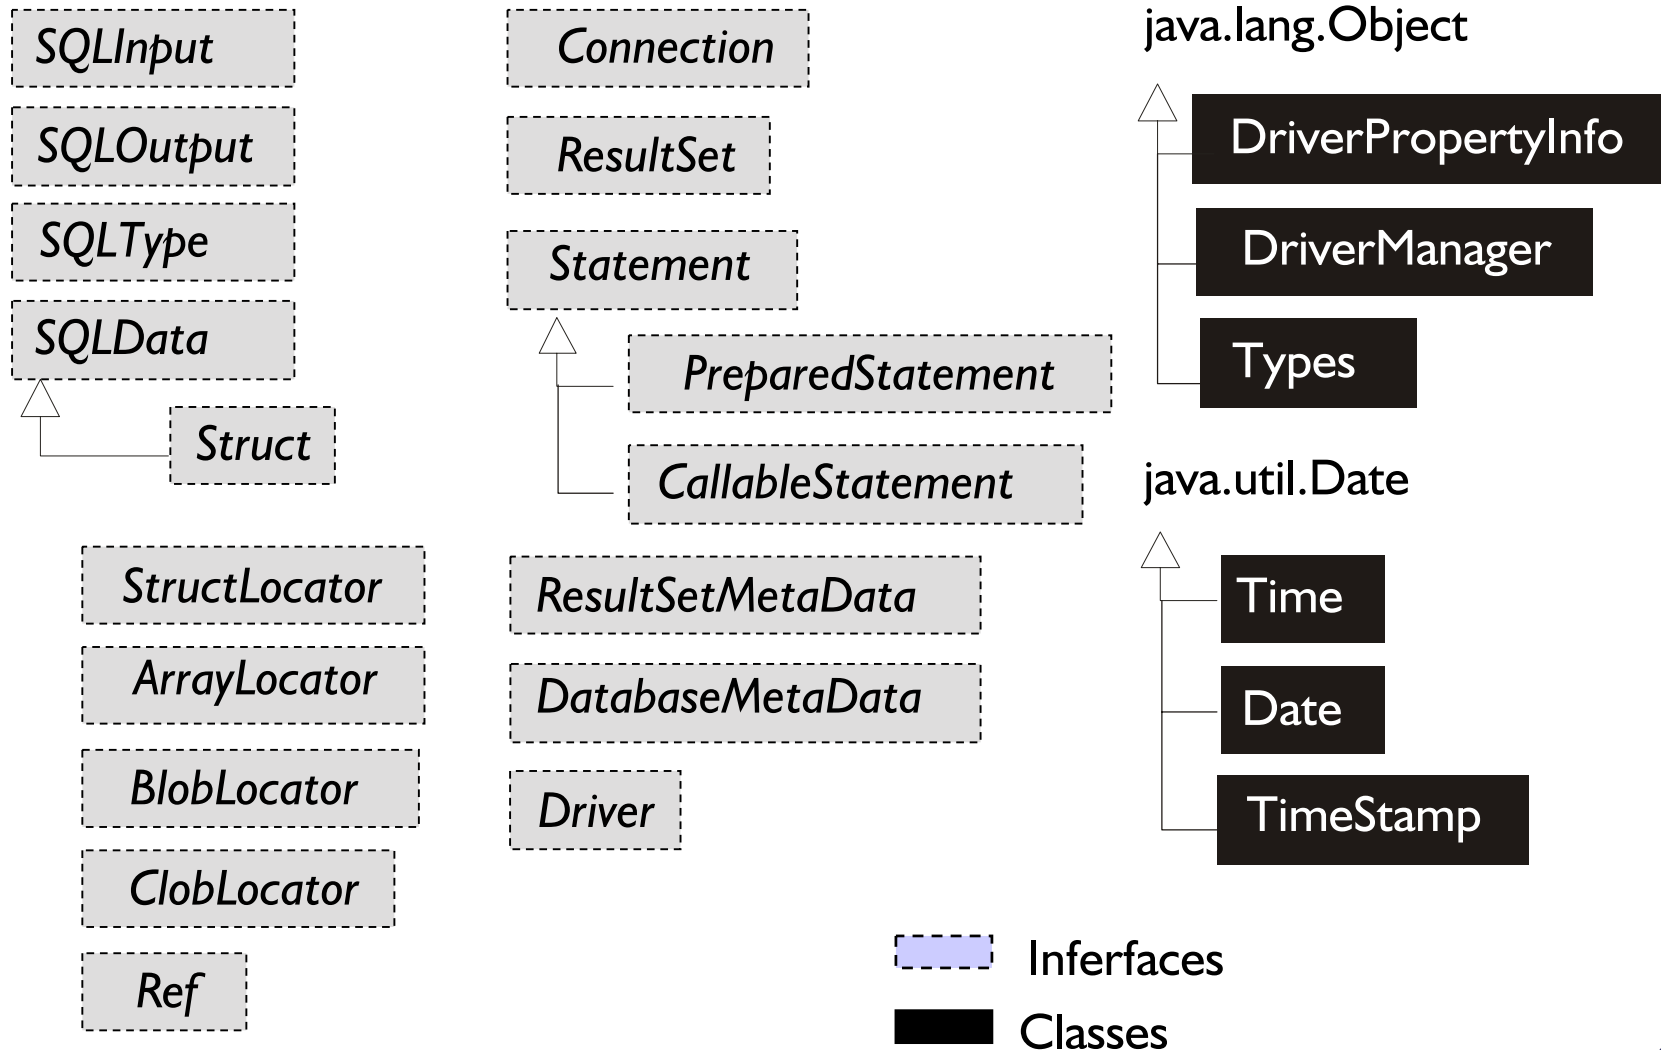 SQLInput
SQLOutput
SQLType
SQLData
Struct
StructLocator
ArrayLocator
BlobLocator
ClobLocator
Ref
Connection
ResultSet
Statement
PreparedStatement
CallableStatement
ResultSetMetaData
DatabaseMetaData
Driver
java.lang.Object
DriverPropertyInfo
DriverManager
Types
java.util.Date
Time
Date
TimeStamp
Inferfaces
Classes